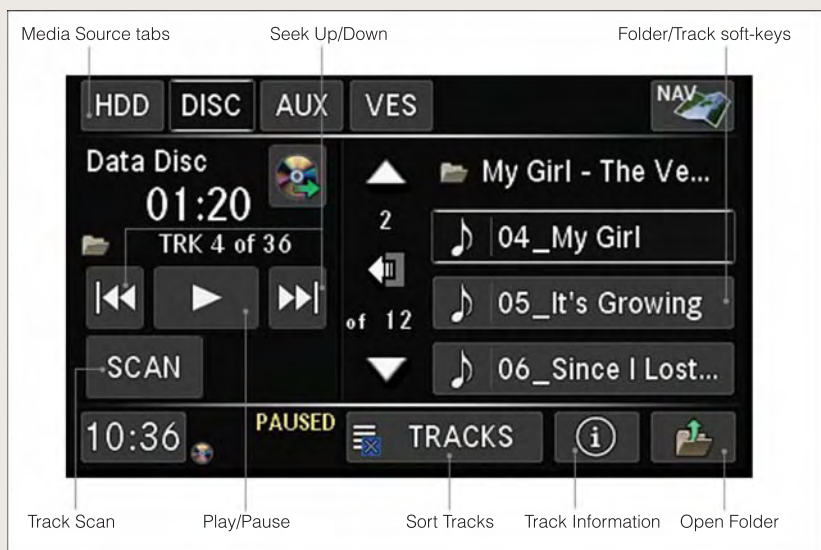 Media Source tabs
Seek Up/Down
Folder/Track soft-keys
HDD
DISC
AUX
VES
NAV
Data Disc
01:20
TRK 4 of 36
SCAN
10:36
PAUSED
2
of 12
My Girl - The Ve...
04_My Girl
05_It's Growing
06_Since I Lost...
TRACKS
i
Track Scan
Play/Pause
Sort Tracks
Track Information
Open Folder